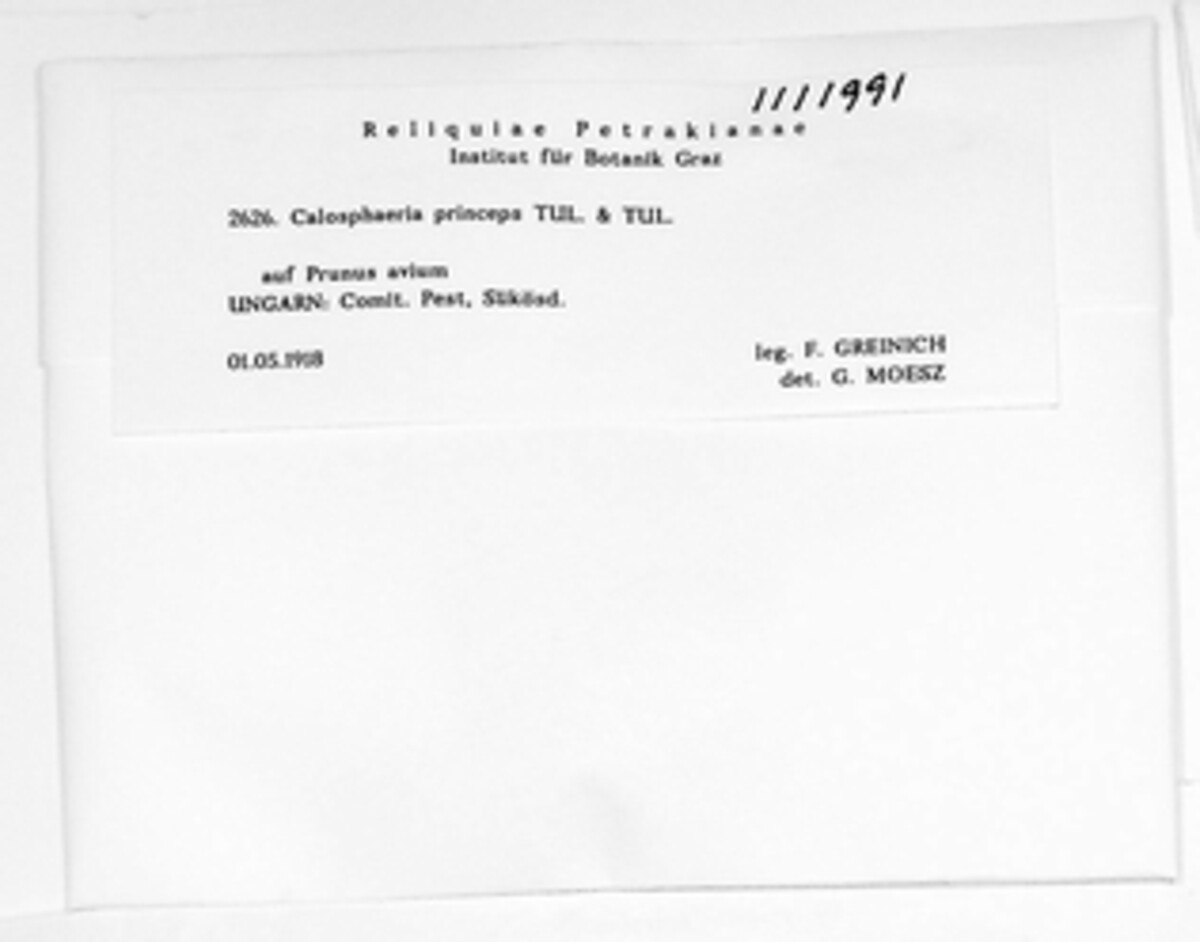 1111991
Reliquiae Petrakianae
Institut für Botanik Graz
2626. Calosphaeria princeps TUL. & TUL.
auf Prunus avium
UNGARN: Comit. Pest, Sükösd.
01.05.1918
leg. F. GREINICH
det. G. MOESZ